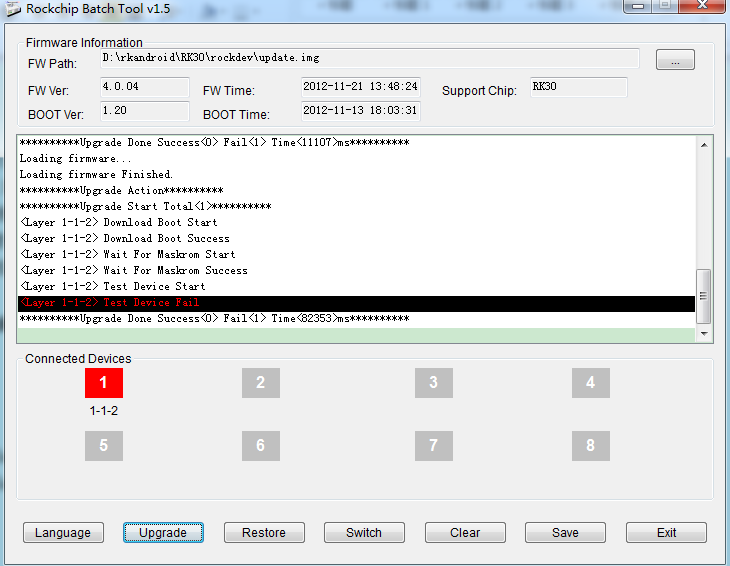 Rockchip Batch Tool v1.5
Firmware Information
FW Path: D:\rkandroid\RK30\rockdev\update.img ...
FW Ver: 4.0.04 FW Time: 2012-11-21 13:48:24 Support Chip: RK30
BOOT Ver: 1.20 BOOT Time: 2012-11-13 18:03:31
**********Upgrade Done Success<0> Fail<1> Time<11107>ms**********
Loading firmware...
Loading firmware Finished.
**********Upgrade Action**********
**********Upgrade Start Total<1>**********
<Layer 1-1-2> Download Boot Start
<Layer 1-1-2> Download Boot Success
<Layer 1-1-2> Wait For Maskrom Start
<Layer 1-1-2> Wait For Maskrom Success
<Layer 1-1-2> Test Device Start
<Layer 1-1-2> Test Device Fail
**********Upgrade Done Success<0> Fail<1> Time<82353>ms**********
Connected Devices
1 2 3 4
1-1-2
5 6 7 8
Language Upgrade Restore Switch Clear Save Exit